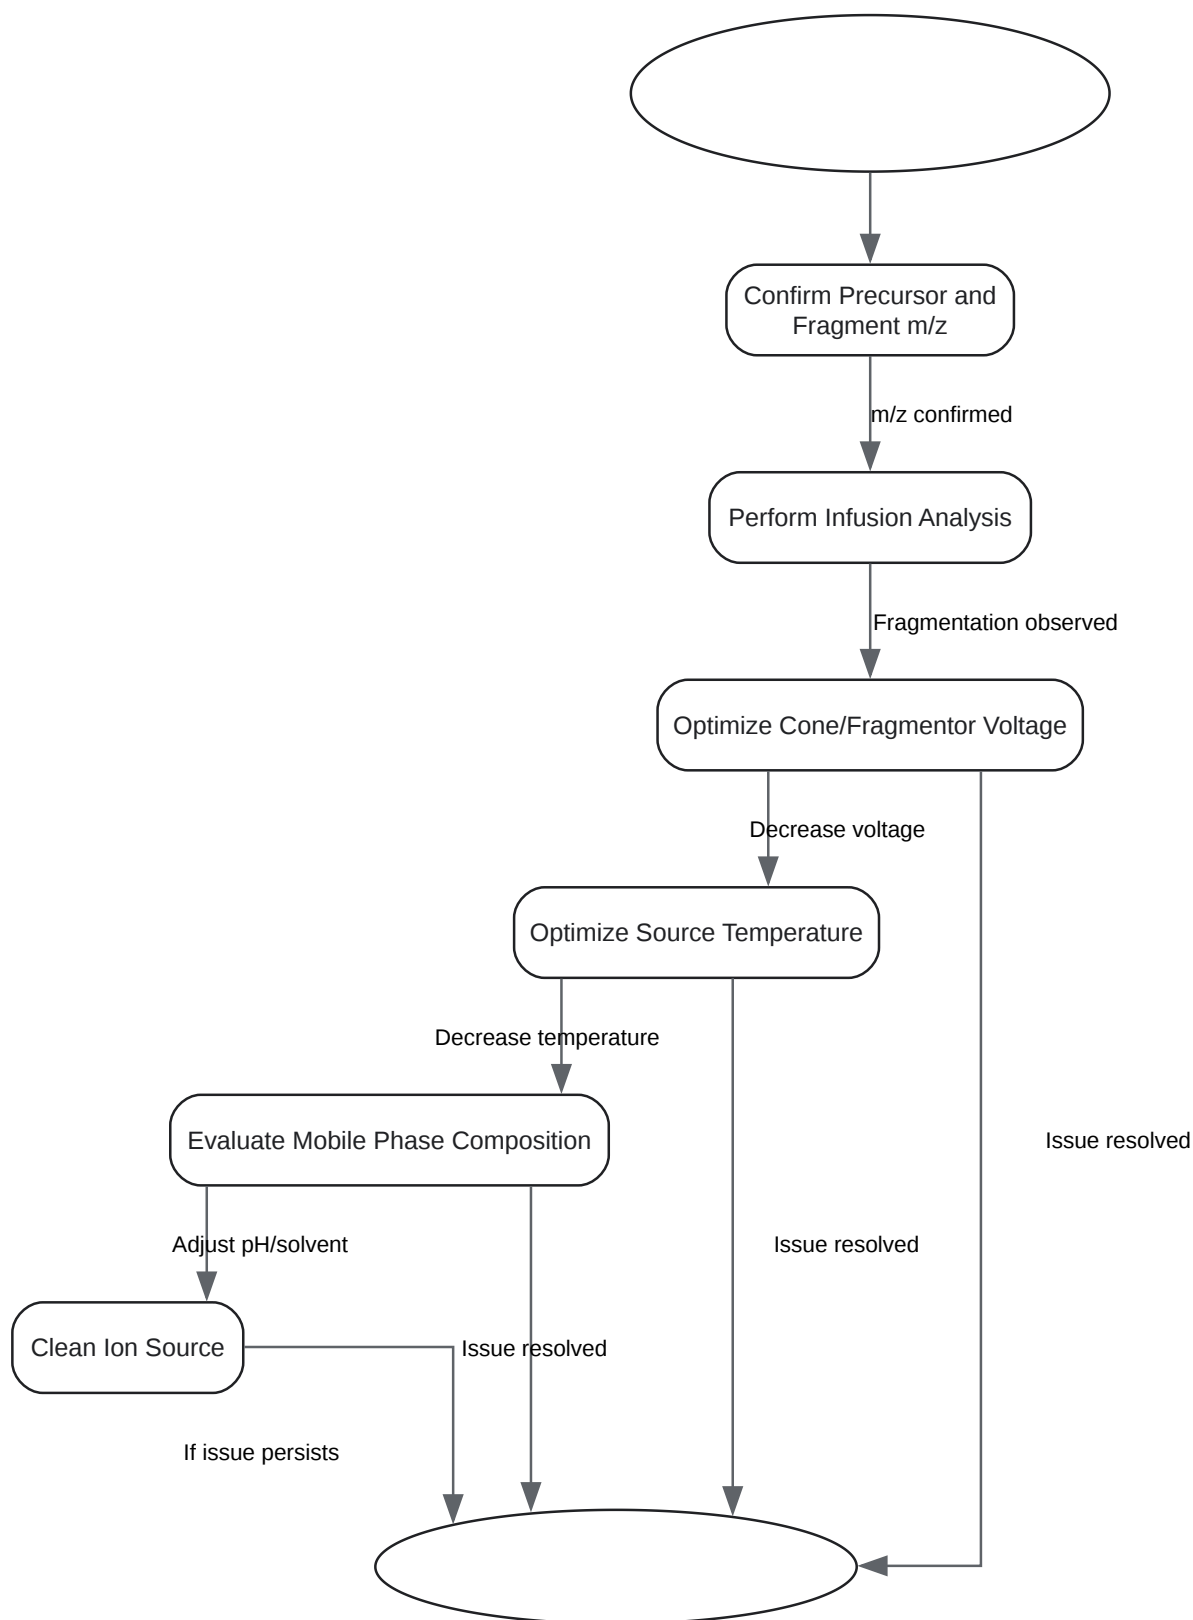 Confirm Precursor and
Fragment m/z
m/z confirmed
Perform Infusion Analysis
Fragmentation observed
Optimize Cone/Fragmentor Voltage
Decrease voltage
Optimize Source Temperature
Decrease temperature
Evaluate Mobile Phase Composition
Issue resolved
Adjust pH/solvent
Issue resolved
Clean Ion Source
Issue resolved
If issue persists